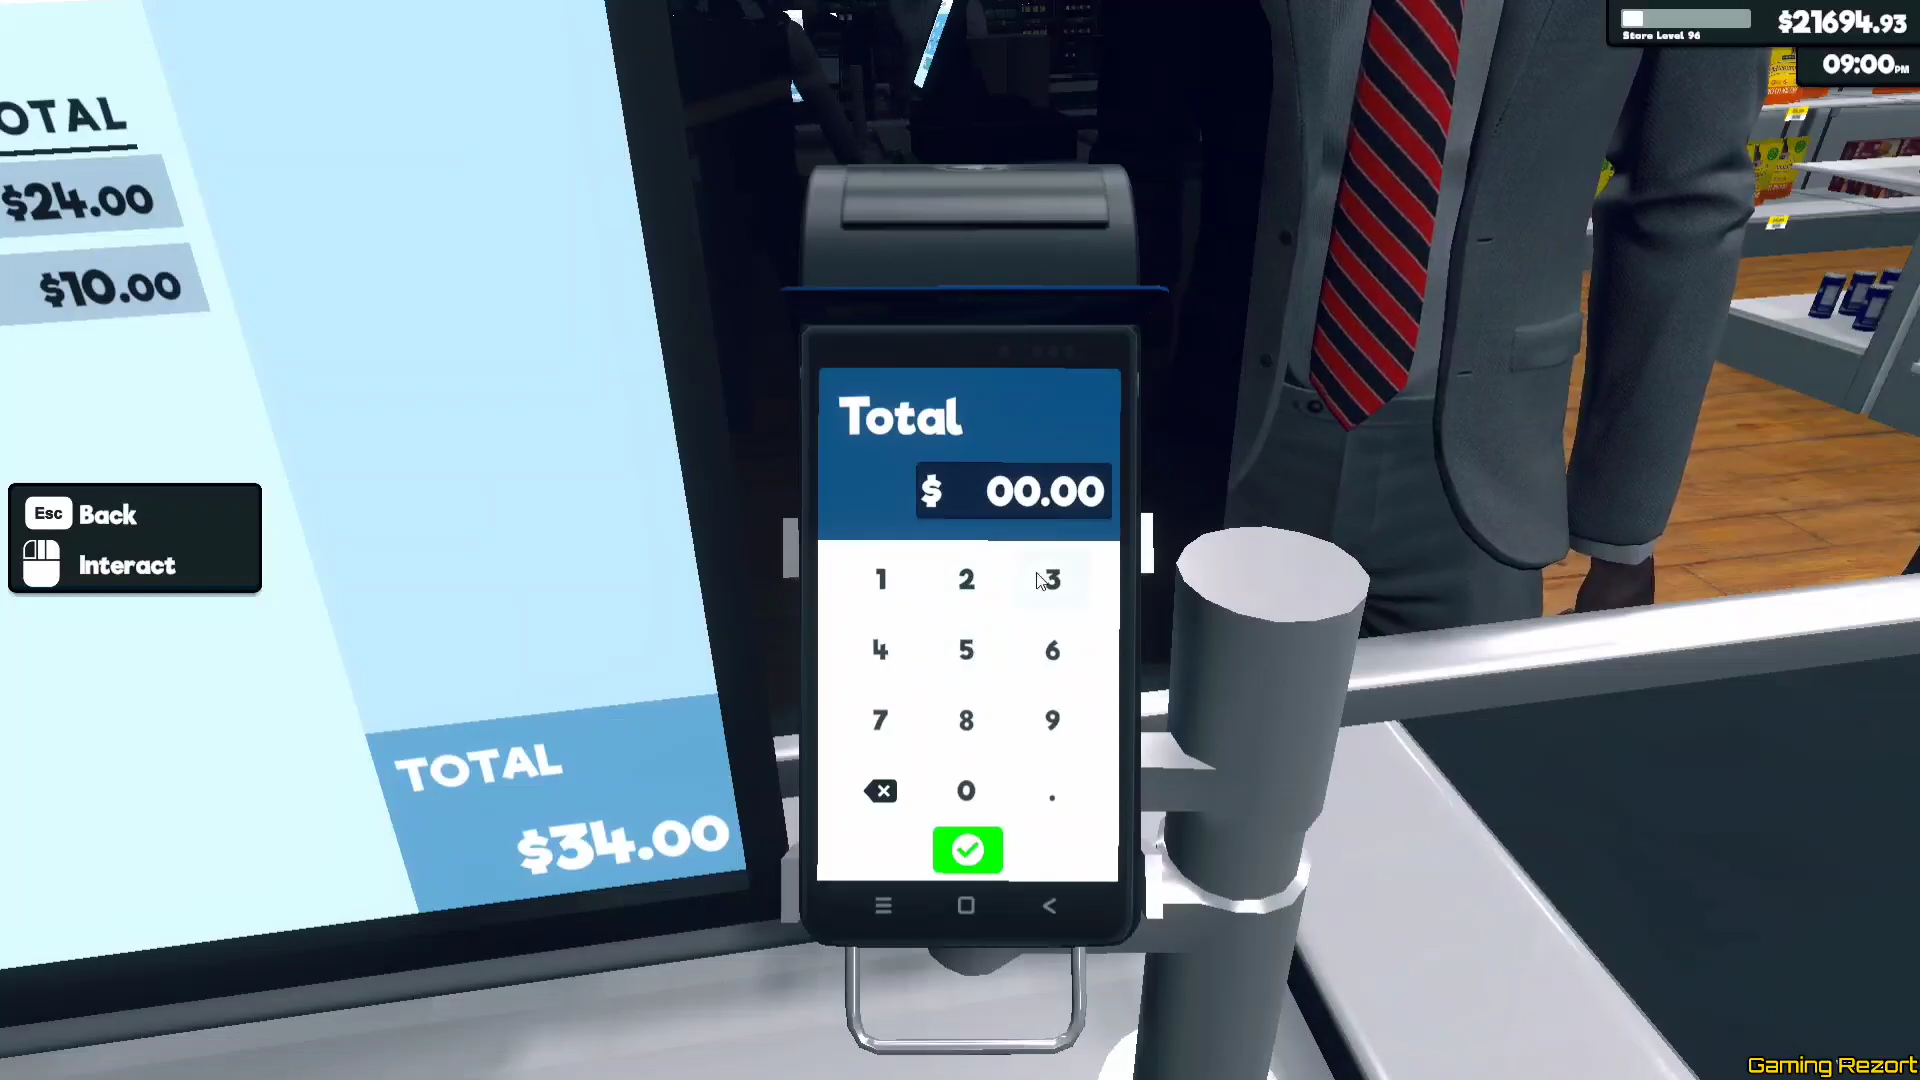 $21694.93
Store Level 96
09:00PM
OTAL
$24.00
$10.00
TOTAL
$34.00
Esc Back
Interact
Total
$ 00.00
1 2 3
4 5 6
7 8 9
0 .
Gaming Rezort